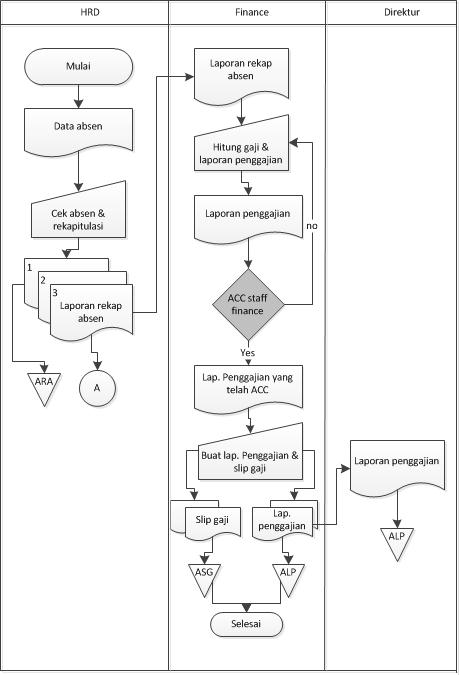 HRD
Finance
Direktur
Mulai
Data absen
Cek absen &
rekapitulasi
1
2
3
Laporan rekap
absen
ARA
A
Laporan rekap
absen
Hitung gaji &
laporan penggajian
Laporan penggajian
no
ACC staff
finance
Yes
Lap. Penggajian yang
telah ACC
Buat lap. Penggajian &
slip gaji
Slip gaji
Lap.
penggajian
ASG
ALP
Selesai
Laporan penggajian
ALP